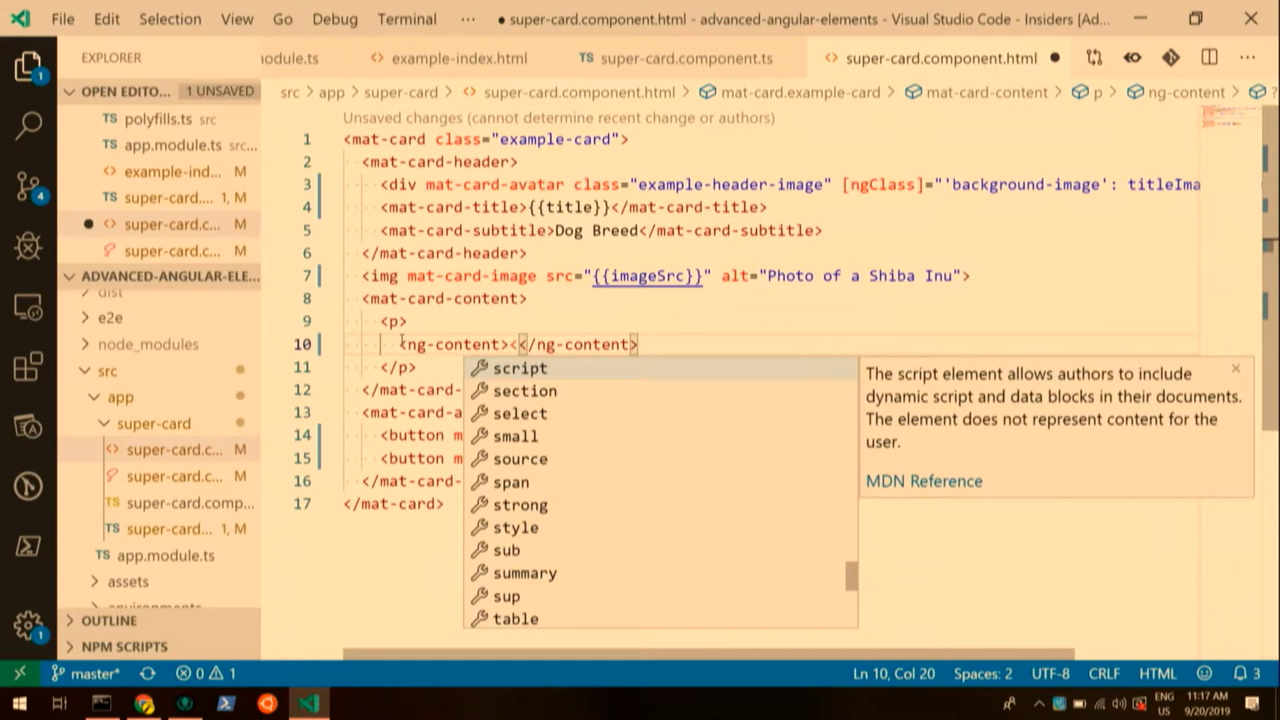 File Edit Selection View Go Debug Terminal ··· ● super-card.component.html - advanced-angular-elements - Visual Studio Code - Insiders [Ad...
EXPLORER
odule.ts example-index.html TS super-card.component.ts super-card.component.html
OPEN EDITO... 1 UNSAVED
src > app > super-card > super-card.component.html > mat-card.example-card > mat-card-content > p > ng-content > ?
Unsaved changes (cannot determine recent change or authors)
TS polyfills.ts src
TS app.module.ts src...
example-ind... M
TS super-card.... 1, M
super-card.c... M
super-card.c... M
ADVANCED-ANGULAR-ELE...
dist
e2e
node_modules
src
app
super-card
super-card.c... M
super-card.c... M
TS super-card.comp...
TS super-card... 1, M
TS app.module.ts
assets
environments
OUTLINE
NPM SCRIPTS
1 <mat-card class="example-card">
2 <mat-card-header>
3 <div mat-card-avatar class="example-header-image" [ngClass]="'background-image': titleIma
4 <mat-card-title>{{title}}</mat-card-title>
5 <mat-card-subtitle>Dog Breed</mat-card-subtitle>
6 </mat-card-header>
7 <img mat-card-image src="{{imageSrc}}" alt="Photo of a Shiba Inu">
8 <mat-card-content>
9 <p>
10 <ng-content><</ng-content>
11 </p>
12 </mat-card-
13 <mat-card-a
14 <button m
15 <button m
16 </mat-card-
17 </mat-card>
script
section
select
small
source
span
strong
style
sub
summary
sup
table
The script element allows authors to include
dynamic script and data blocks in their documents.
The element does not represent content for the
user.
MDN Reference
1
4
1
master* 0 1 Ln 10, Col 20 Spaces: 2 UTF-8 CRLF HTML 3
ENG
US
11:17 AM
9/20/2019